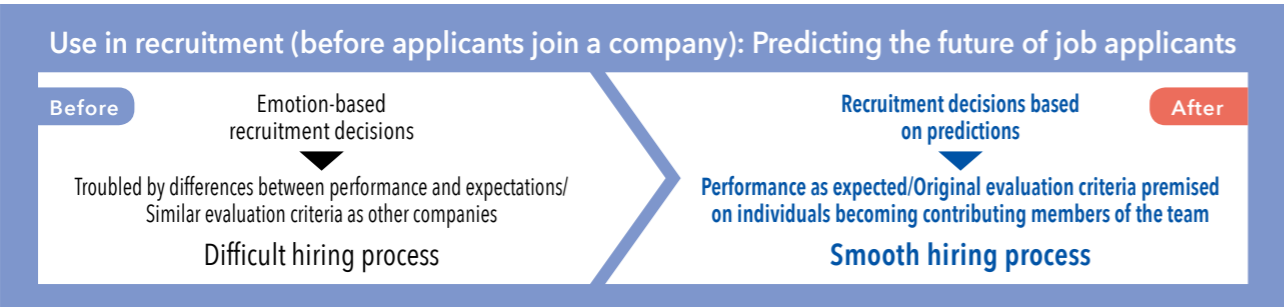 Use in recruitment (before applicants join a company): Predicting the future of job applicants
Before
Emotion-based
recruitment decisions
Troubled by differences between performance and expectations/
Similar evaluation criteria as other companies
Difficult hiring process
After
Recruitment decisions based
on predictions
Performance as expected/Original evaluation criteria premised
on individuals becoming contributing members of the team
Smooth hiring process